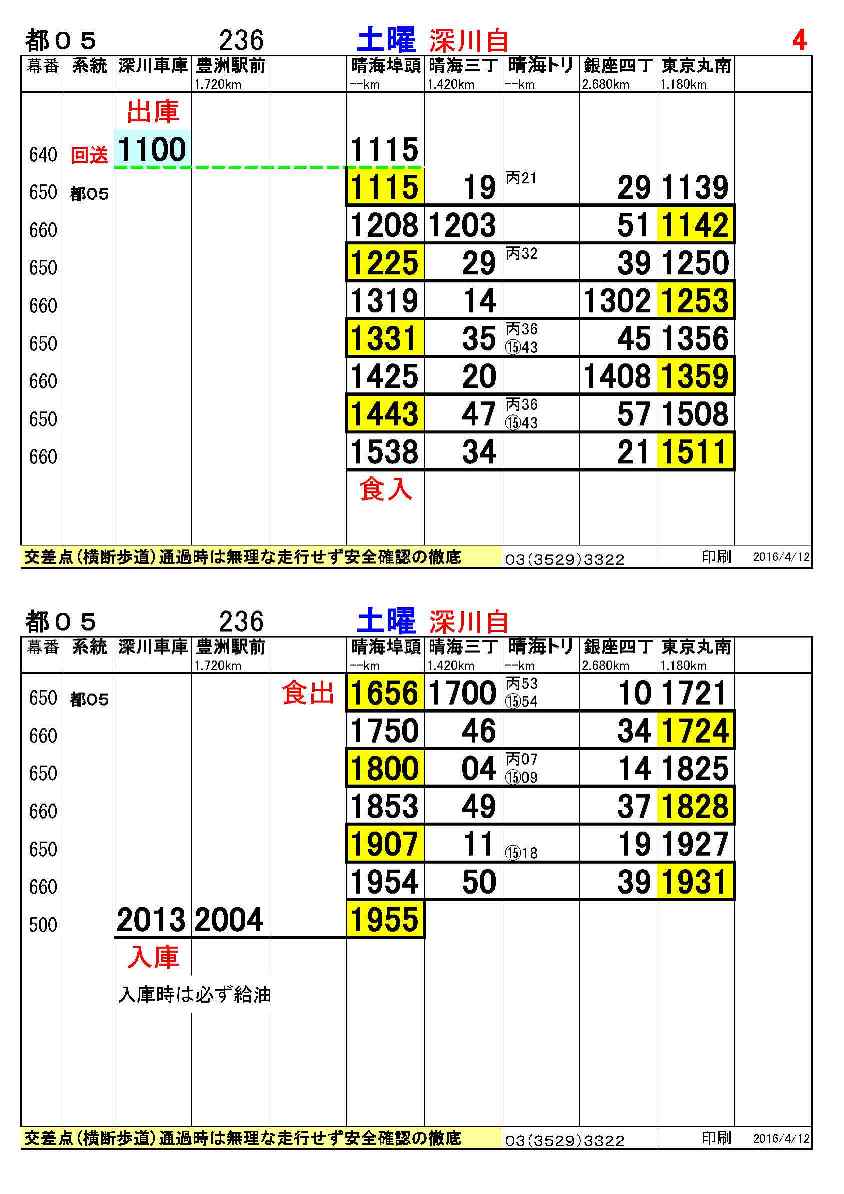 都０５ 236 土曜 深川自 4
幕番 系統 深川車庫 豊洲駅前 晴海埠頭 晴海三丁 晴海トリ 銀座四丁 東京丸南
1.720km --km 1.420km --km 2.680km 1.180km
出庫
640 回送 1100 1115
650 都05 1115 19 丙21 29 1139
660 1208 1203 51 1142
650 1225 29 丙32 39 1250
660 1319 14 1302 1253
650 1331 35 丙36 45 1356
⑮43
660 1425 20 1408 1359
650 1443 47 丙36 57 1508
⑮43
660 1538 34 21 1511
食入
交差点(横断歩道)通過時は無理な走行せず安全確認の徹底 03(3529)3322 印刷 2016/4/12
都０５ 236 土曜 深川自
幕番 系統 深川車庫 豊洲駅前 晴海埠頭 晴海三丁 晴海トリ 銀座四丁 東京丸南
1.720km --km 1.420km --km 2.680km 1.180km
650 都05 食出 1656 1700 丙53 10 1721
⑮54
660 1750 46 34 1724
650 1800 04 丙07 14 1825
⑮09
660 1853 49 37 1828
650 1907 11 ⑮18 19 1927
660 1954 50 39 1931
500 2013 2004 1955
入庫
入庫時は必ず給油
交差点(横断歩道)通過時は無理な走行せず安全確認の徹底 03(3529)3322 印刷 2016/4/12